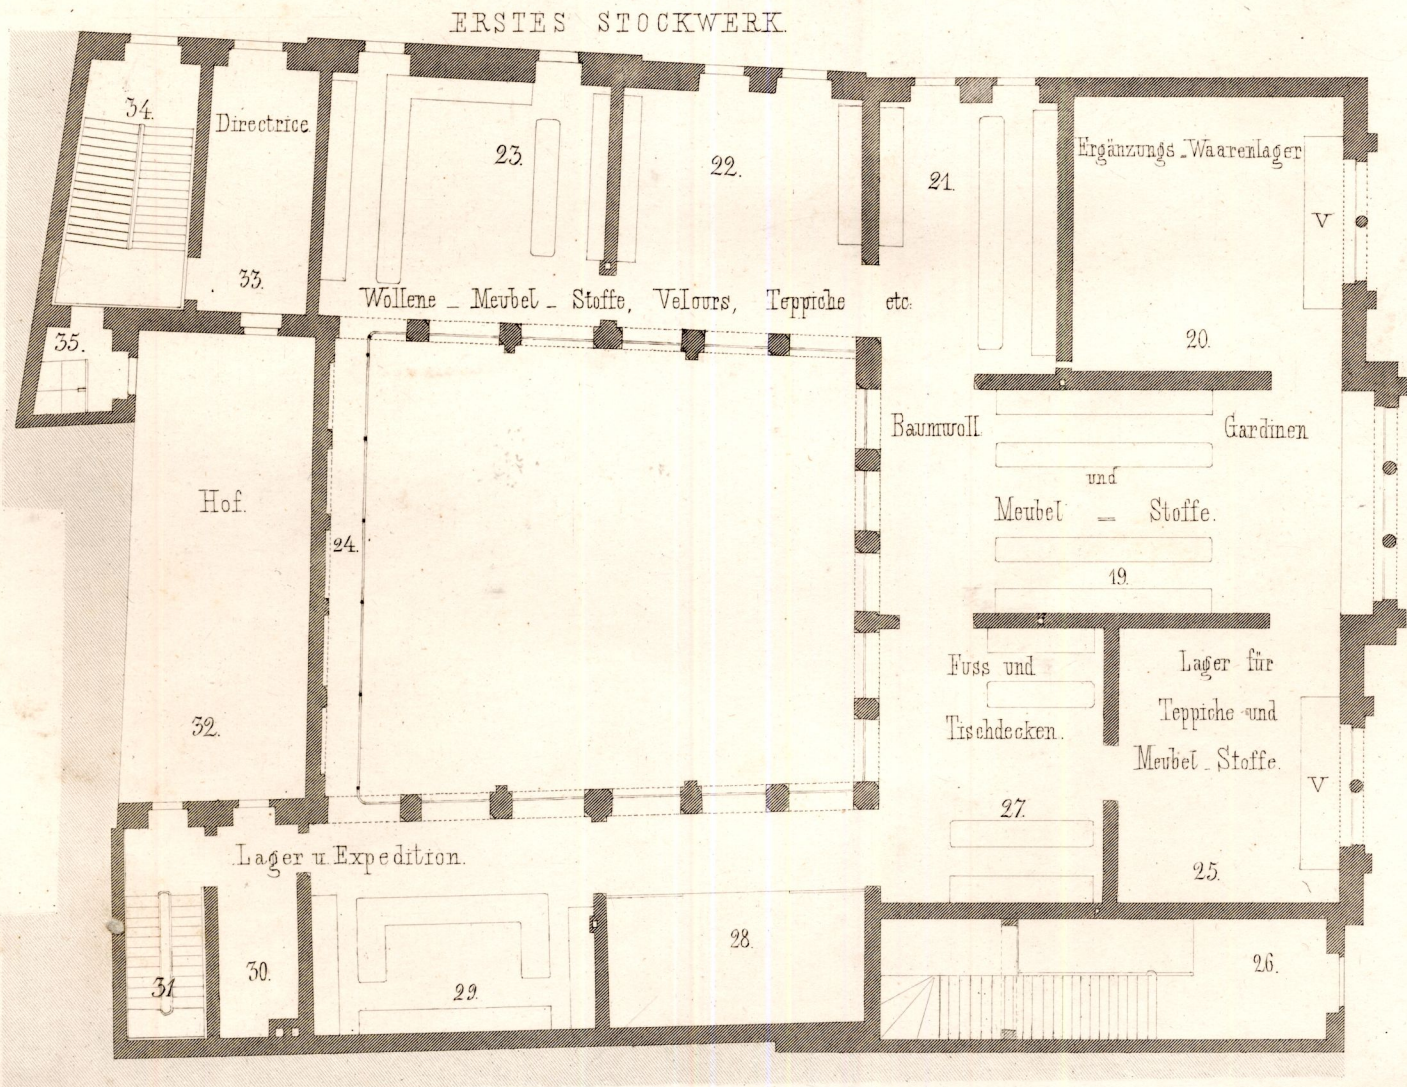 ERSTES STOCKWERK.
34.
Directrice.
33.
23.
22.
21.
Ergänzungs-Waarenlager
V
20.
Wollene - Meubel - Stoffe, Velours, Teppiche etc:
35.
Hof.
32.
24.
Baumwoll
Gardinen
und
Meubel - Stoffe.
19.
Fuss und
Tischdecken.
27.
Lager für
Teppiche und
Meubel - Stoffe.
V
25.
Lager u. Expedition.
31
30.
29.
28.
26.